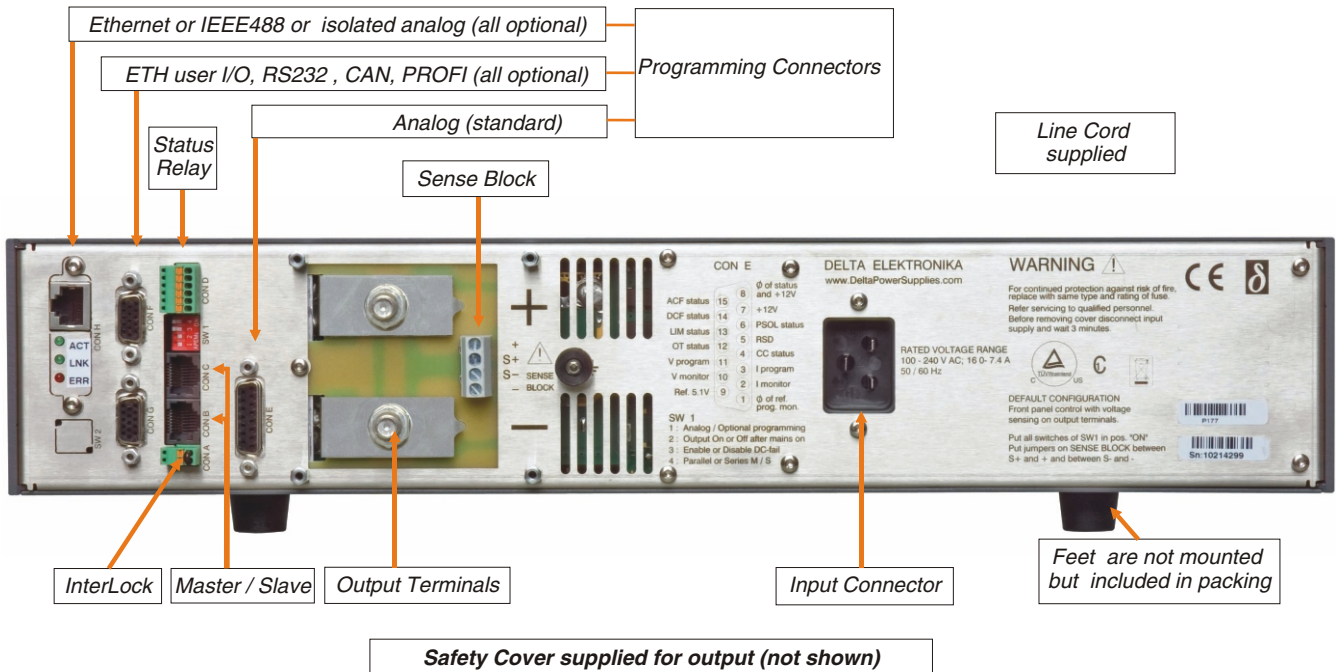 Ethernet or IEEE488 or isolated analog (all optional)
ETH user I/O, RS232 , CAN, PROFI (all optional)
Programming Connectors
Analog (standard)
Status
Relay
Sense Block
Line Cord
supplied
CON H
ACT
LNK
ERR
SW 2
CON F
CON G
CON D
SW 1
CON C
CON B
CON A
CON E
+
S+
S−
−
SENSE
BLOCK
+
−
CON E
ACF status 15
DCF status 14
LIM status 13
OT status 12
V program 11
V monitor 10
Ref. 5.1V 9
8 ϕ of status and +12V
7 +12V
6 PSOL status
5 RSD
4 CC status
3 I program
2 I monitor
1 ϕ of ref. prog. mon.
SW 1
1 : Analog / Optional programming
2 : Output On or Off after mains on
3 : Enable or Disable DC-fail
4 : Parallel or Series M / S
DELTA ELEKTRONIKA
www.DeltaPowerSupplies.com
RATED VOLTAGE RANGE
100 - 240 V AC; 16 0- 7.4 A
50 / 60 Hz
WARNING
For continued protection against risk of fire,
replace with same type and rating of fuse.
Refer servicing to qualified personnel.
Before removing cover disconnect input
supply and wait 3 minutes.
CE
δ
C US
DEFAULT CONFIGURATION
Front panel control with voltage
sensing on output terminals.
Put all switches of SW1 in pos. "ON"
Put jumpers on SENSE BLOCK between
S+ and + and between S- and -
P177
Sn:10214299
InterLock
Master / Slave
Output Terminals
Input Connector
Feet are not mounted
but included in packing
Safety Cover supplied for output (not shown)